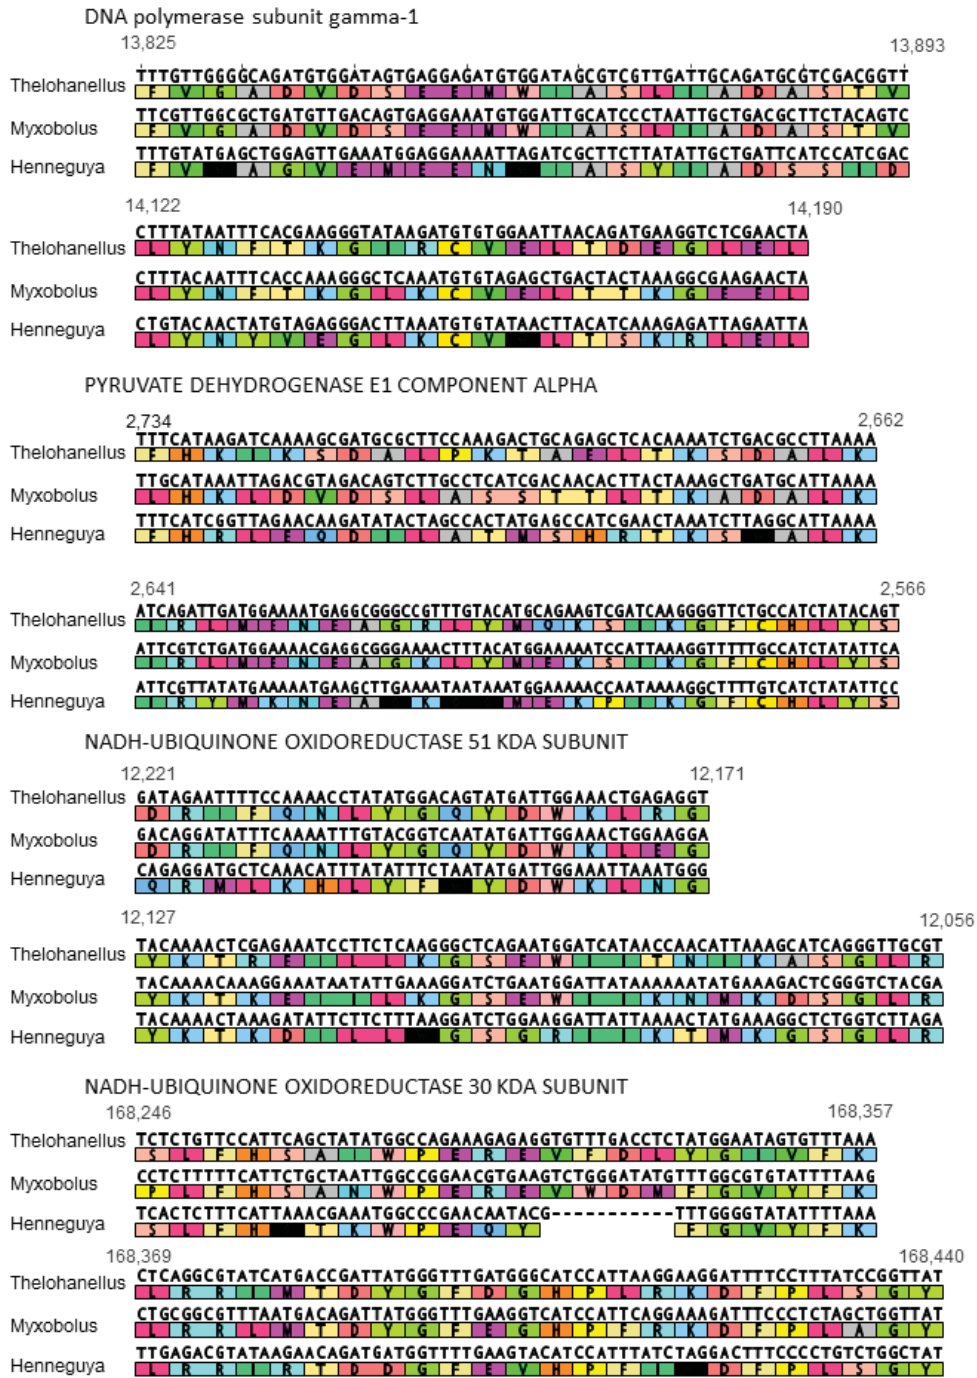 DNA polymerase subunit gamma-1
13,825 13,893
Thelohanellus TTTGTTGGGGCAGATGTGGATAGTGAGGAGATGTGGATAGCGTCGTTGATTGCAGATGCGTCGACGGTT
F V G A D V D S E E M W I A S L I A D A S T V
Myxobolus TTCGTTGGCGCTGATGTTGACAGTGAGGAAATGTGGATTGCATCCCTAATTGCTGACGCTTCTACAGTC
F V G A D V D S E E M W I A S L I A D A S T V
Henneguya TTTGTATGAGCTGGAGTTGAAATGGAGGAAAATTAGATCGCTTCTTATATTGCTGATTCATCCATCGAC
F V A G V E M E E N I A S Y I A D S S I D
14,122 14,190
Thelohanellus CTTTATAATTTCACGAAGGGTATAAGATGTGTGGAATTAACAGATGAAGGTCTCGAACTA
L Y N F T K G I R C V E L T D E G L E L
Myxobolus CTTTACAATTTCACCAAAGGGCTCAAATGTGTAGAGCTGACTACTAAAGGCGAAGAACTA
L Y N F T K G L K C V E L T T K G E E L
Henneguya CTGTACAACTATGTAGAGGGACTTAAATGTGTATAACTTACATCAAAGAGATTAGAATTA
L Y N Y V E G L K C V L T S K R L E L
PYRUVATE DEHYDROGENASE E1 COMPONENT ALPHA
2,734 2,662
Thelohanellus TTTCATAAGATCAAAAGCGATGCGCTTCCAAAGACTGCAGAGCTCACAAAATCTGACGCCTTAAAA
F H K I K S D A L P K T A E L T K S D A L K
Myxobolus TTGCATAAATTAGACGTAGACAGTCTTGCCTCATCGACAACACTTACTAAAGCTGATGCATTAAAA
L H K L D V D S L A S S T T L T K A D A L K
Henneguya TTTCATCGGTTAGAACAAGATATACTAGCCACTATGAGCCATCGAACTAAATCTTAGGCATTAAAA
F H R L E Q D I L A T M S H R T K S A L K
2,641 2,566
Thelohanellus ATCAGATTGATGGAAAATGAGGCGGGCCGTTTGTACATGCAGAAGTCGATCAAGGGGTTCTGCCATCTATACAGT
I R L M E N E A G R L Y M Q K S I K G F C H L Y S
Myxobolus ATTCGTCTGATGGAAAACGAGGCGGGAAAACTTTACATGGAAAAATCCATTAAAGGTTTTTGCCATCTATATTCA
I R L M E N E A G K L Y M E K S I K G F C H L Y S
Henneguya ATTCGTTATATGAAAAATGAAGCTTGAAAATAATAAATGGAAAAACCAATAAAAGGCTTTTGTCATCTATATTCC
I R Y M K N E A K M E K P I K G F C H L Y S
NADH-UBIQUINONE OXIDOREDUCTASE 51 KDA SUBUNIT
12,221 12,171
Thelohanellus GATAGAATTTTCCAAAACCTATATGGACAGTATGATTGGAAACTGAGAGGT
D R I F Q N L Y G Q Y D W K L R G
Myxobolus GACAGGATATTTCAAAATTTGTACGGTCAATATGATTGGAAACTGGAAGGA
D R I F Q N L Y G Q Y D W K L E G
Henneguya CAGAGGATGCTCAAACATTTATATTTCTAATATGATTGGAAATTAAATGGG
Q R M L K H L Y F Y D W K L N G
12,127 12,056
Thelohanellus TACAAAACTCGAGAAATCCTTCTCAAGGGCTCAGAATGGATCATAACCAACATTAAAGCATCAGGGTTGCGT
Y K T R E I L L K G S E W I I T N I K A S G L R
Myxobolus TACAAAACAAAGGAAATAATATTGAAAGGATCTGAATGGATTATAAAAAATATGAAAGACTCGGGTCTACGA
Y K T K E I I L K G S E W I I K N M K D S G L R
Henneguya TACAAAACTAAAGATATTCTTCTTTAAGGATCTGGAAGGATTATTAAAACTATGAAAGGCTCTGGTCTTAGA
Y K T K D I L L G S G R I I K T M K G S G L R
NADH-UBIQUINONE OXIDOREDUCTASE 30 KDA SUBUNIT
168,246 168,357
Thelohanellus TCTCTGTTCCATTCAGCTATATGGCCAGAAAGAGAGGTGTTTGACCTCTATGGAATAGTGTTTAAA
S L F H S A I W P E R E V F D L Y G I V F K
Myxobolus CCTCTTTTTCATTCTGCTAATTGGCCGGAACGTGAAGTCTGGGATATGTTTGGCGTGTATTTTAAG
P L F H S A N W P E R E V W D M F G V Y F K
Henneguya TCACTCTTTCATTAAACGAAATGGCCCGAACAATACG-----------TTTGGGGTATATTTTAAA
S L F H T K W P E Q Y F G V Y F K
168,369 168,440
Thelohanellus CTCAGGCGTATCATGACCGATTATGGGTTTGATGGGCATCCATTAAGGAAGGATTTTCCTTTATCCGGTTAT
L R R I M T D Y G F D G H P L R K D F P L S G Y
Myxobolus CTGCGGCGTTTAATGACAGATTATGGGTTTGAAGGTCATCCATTCAGGAAAGATTTCCCTCTAGCTGGTTAT
L R R L M T D Y G F E G H P F R K D F P L A G Y
Henneguya TTGAGACGTATAAGAACAGATGATGGTTTTGAAGTACATCCATTTATCTAGGACTTTCCCCTGTCTGGCTAT
L R R I R T D D G F E V H P F I D F P L S G Y